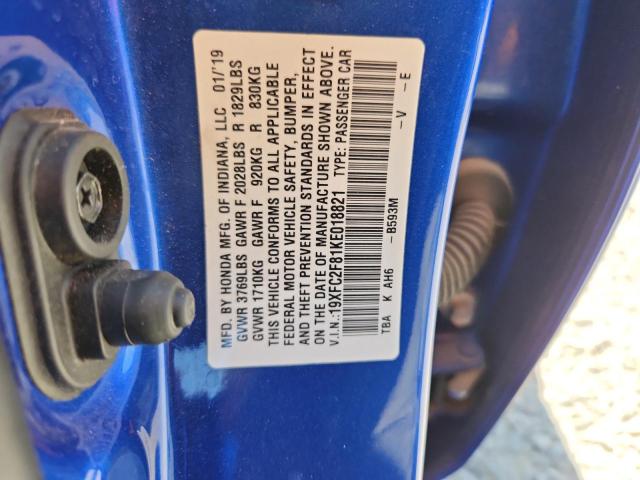 MFD. BY HONDA MFG. OF INDIANA, LLC 01/'19
GVWR 3769LBS GAWR F 2028LBS R 1829LBS
GVWR 1710KG GAWR F 920KG R 830KG
THIS VEHICLE CONFORMS TO ALL APPLICABLE
FEDERAL MOTOR VEHICLE SAFETY, BUMPER,
AND THEFT PREVENTION STANDARDS IN EFFECT
ON THE DATE OF MANUFACTURE SHOWN ABOVE.
V.I.N.:19XFC2F81KE018821 TYPE: PASSENGER CAR
TBA K AH6 -B593M -V -E